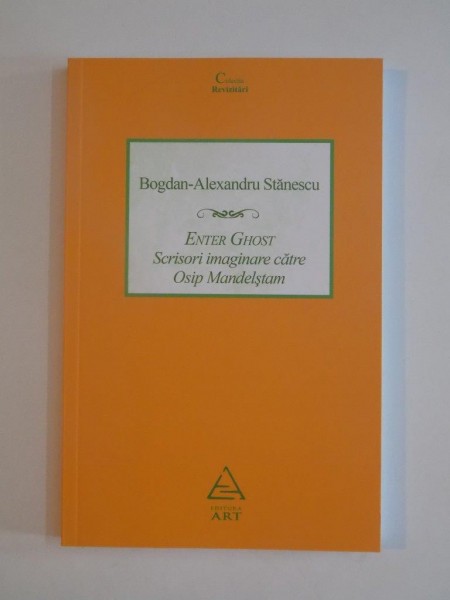 Colecția
Revizitări
Bogdan-Alexandru Stănescu
ENTER GHOST
Scrisori imaginare către
Osip Mandelștam
EDITURA
ART